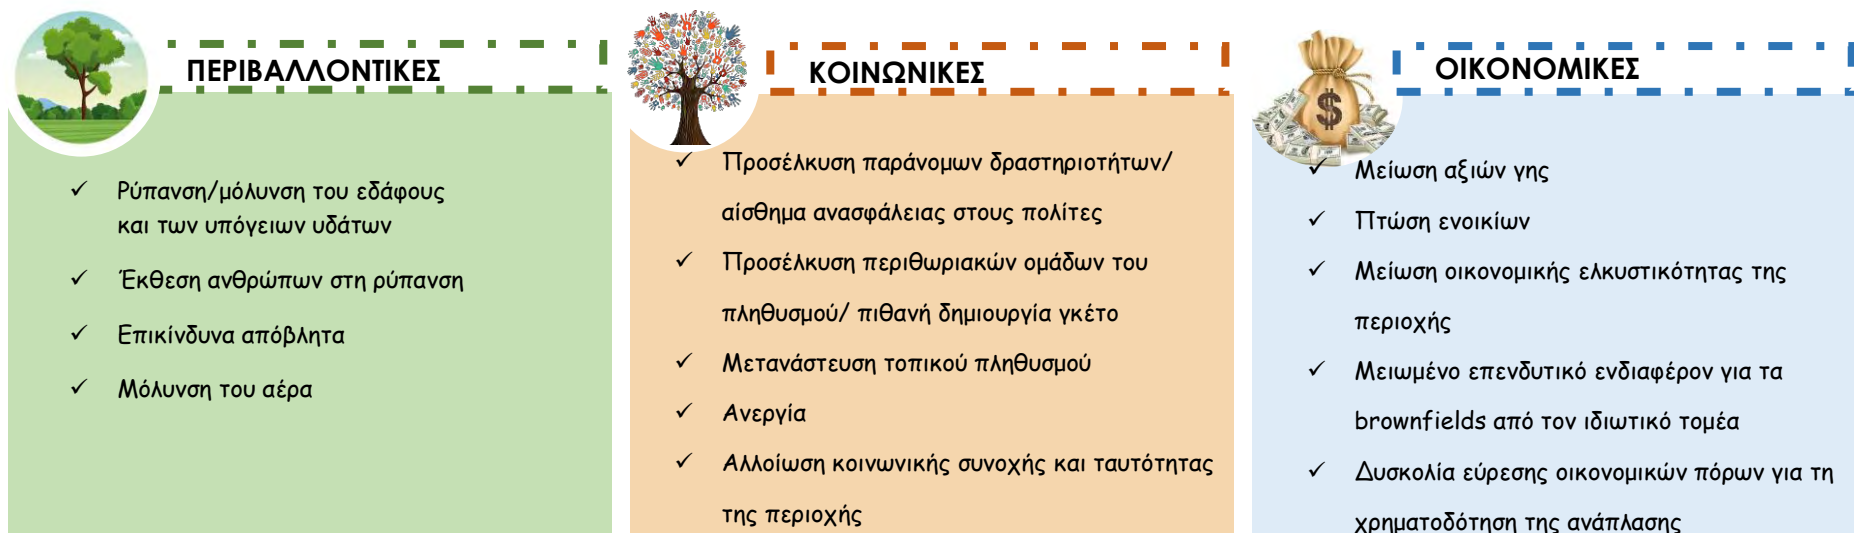 ΠΕΡΙΒΑΛΛΟΝΤΙΚΕΣ
✓ Ρύπανση/μόλυνση του εδάφους
και των υπόγειων υδάτων
✓ Έκθεση ανθρώπων στη ρύπανση
✓ Επικίνδυνα απόβλητα
✓ Μόλυνση του αέρα
ΚΟΙΝΩΝΙΚΕΣ
✓ Προσέλκυση παράνομων δραστηριοτήτων/
αίσθημα ανασφάλειας στους πολίτες
✓ Προσέλκυση περιθωριακών ομάδων του
πληθυσμού/ πιθανή δημιουργία γκέτο
✓ Μετανάστευση τοπικού πληθυσμού
✓ Ανεργία
✓ Αλλοίωση κοινωνικής συνοχής και ταυτότητας
της περιοχής
$
ΟΙΚΟΝΟΜΙΚΕΣ
✓ Μείωση αξιών γης
✓ Πτώση ενοικίων
✓ Μείωση οικονομικής ελκυστικότητας της
περιοχής
✓ Μειωμένο επενδυτικό ενδιαφέρον για τα
brownfields από τον ιδιωτικό τομέα
✓ Δυσκολία εύρεσης οικονομικών πόρων για τη
χρηματοδότηση της ανάπλασης